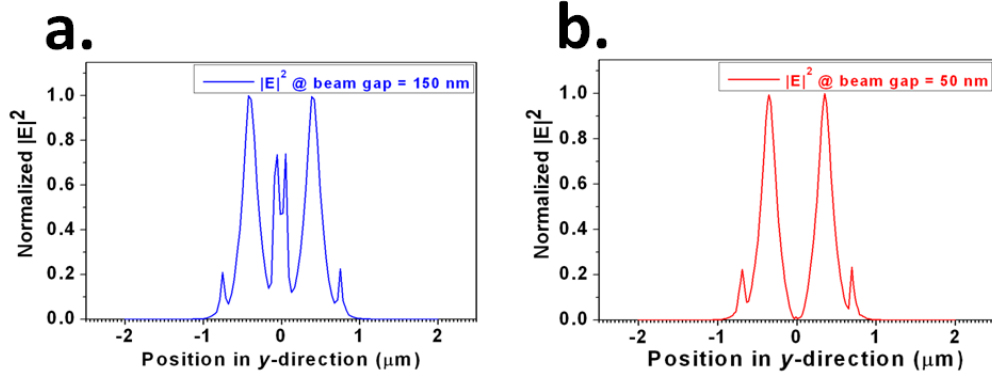 a.
|E|² @ beam gap = 150 nm
Normalized |E|²
1.0
0.8
0.6
0.4
0.2
0.0
-2 -1 0 1 2
Position in y-direction (μm)
b.
|E|² @ beam gap = 50 nm
Normalized |E|²
1.0
0.8
0.6
0.4
0.2
0.0
-2 -1 0 1 2
Position in y-direction (μm)